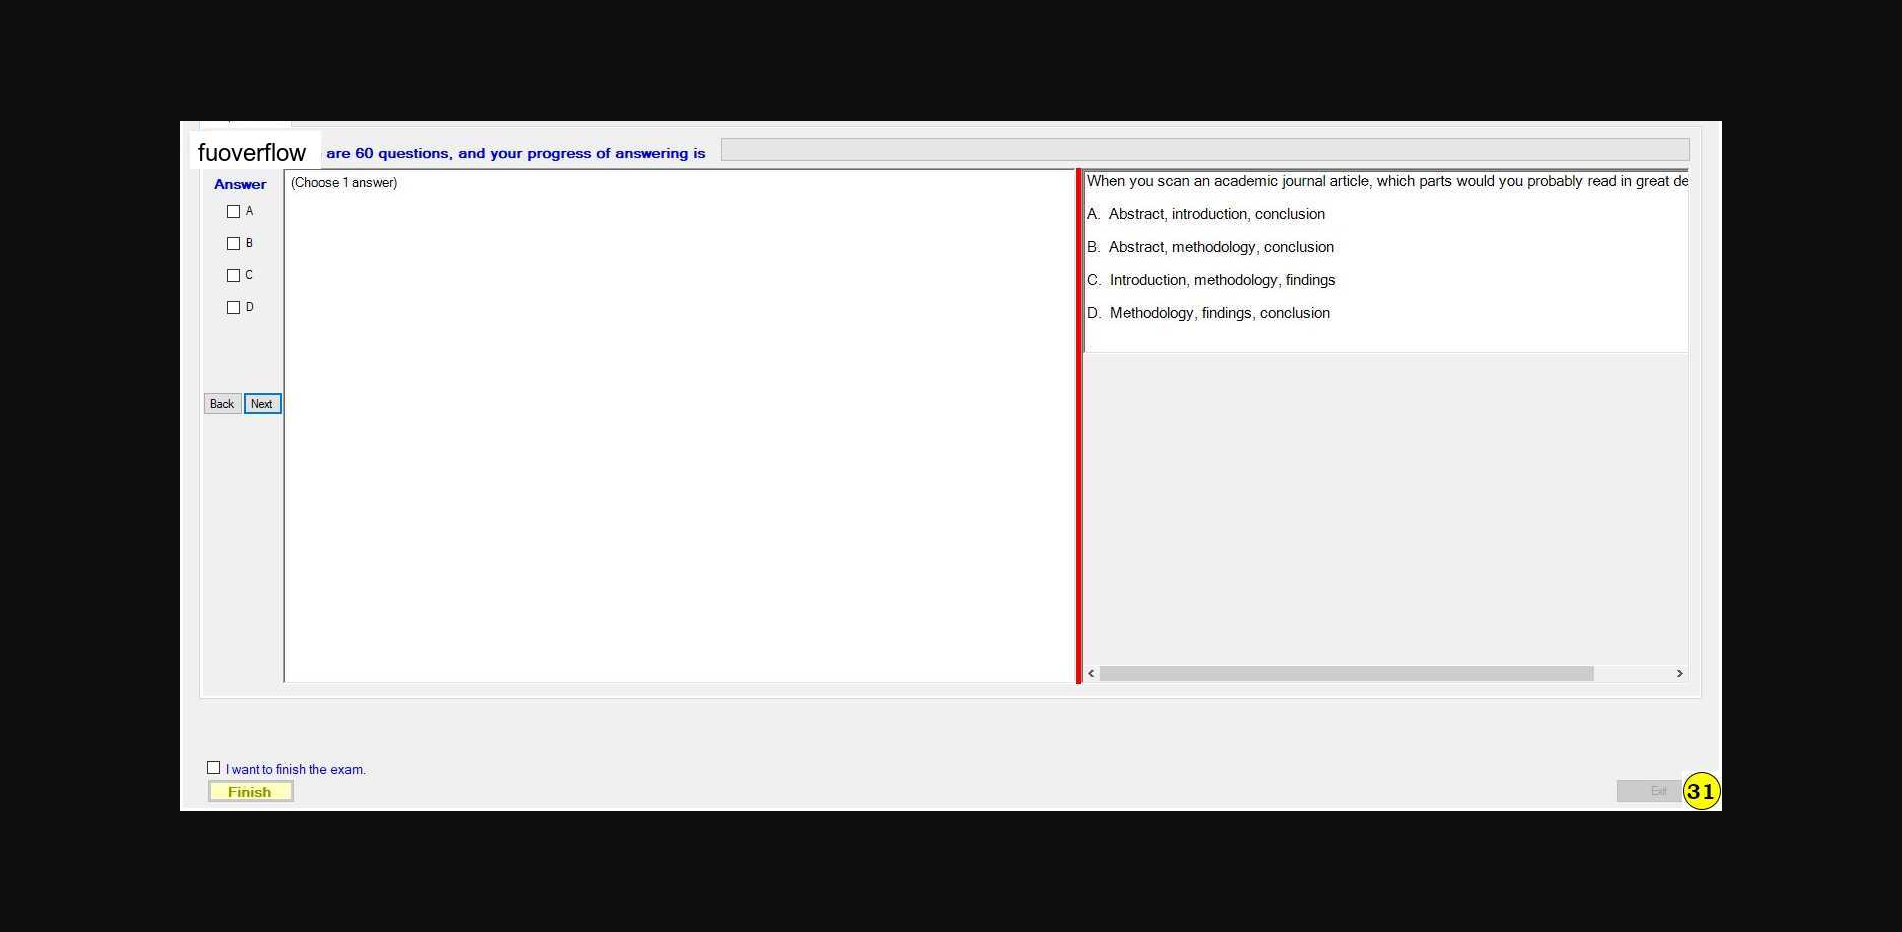 fuoverflow are 60 questions, and your progress of answering is
Answer
A
B
C
D
Back Next
(Choose 1 answer)
When you scan an academic journal article, which parts would you probably read in great de
A. Abstract, introduction, conclusion
B. Abstract, methodology, conclusion
C. Introduction, methodology, findings
D. Methodology, findings, conclusion
I want to finish the exam.
Finish
Exit
31